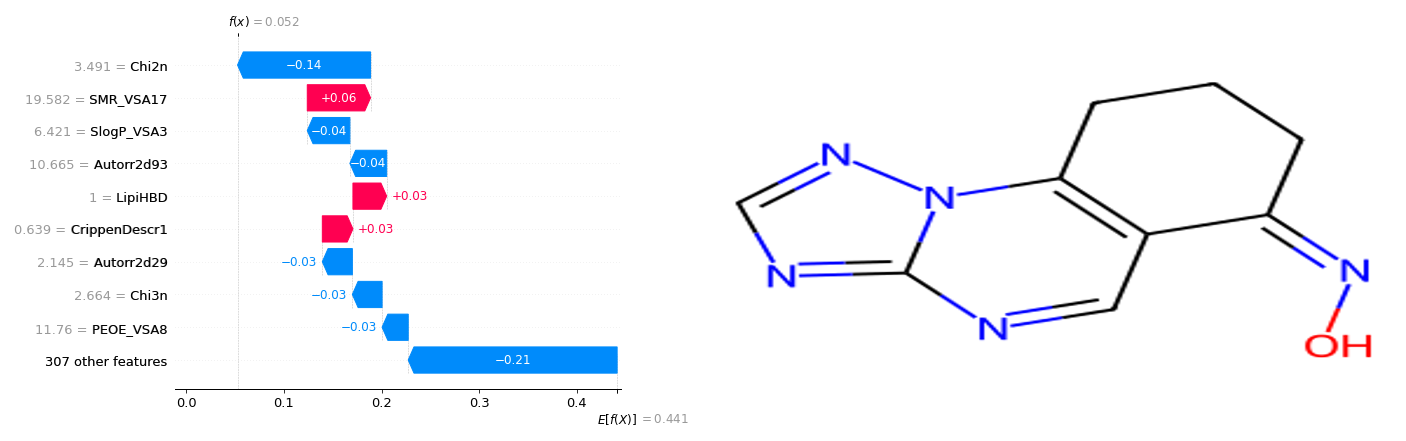 f(x) = 0.052
3.491 = Chi2n −0.14
19.582 = SMR_VSA17 +0.06
6.421 = SlogP_VSA3 −0.04
10.665 = Autorr2d93 −0.04
1 = LipiHBD +0.03
0.639 = CrippenDescr1 +0.03
2.145 = Autorr2d29 −0.03
2.664 = Chi3n −0.03
11.76 = PEOE_VSA8 −0.03
307 other features −0.21
0.0 0.1 0.2 0.3 0.4
E[f(X)] = 0.441
N
N
N
N
N
OH